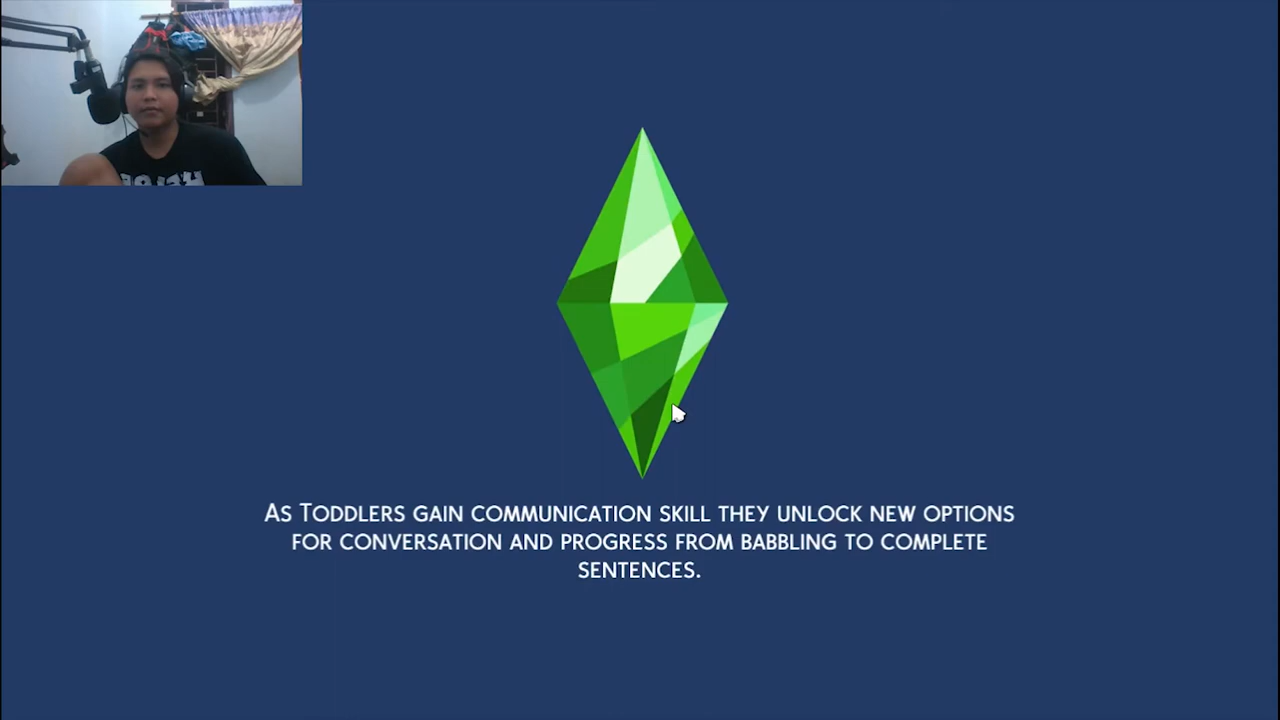 As Toddlers gain communication skill they unlock new options
for conversation and progress from babbling to complete
sentences.